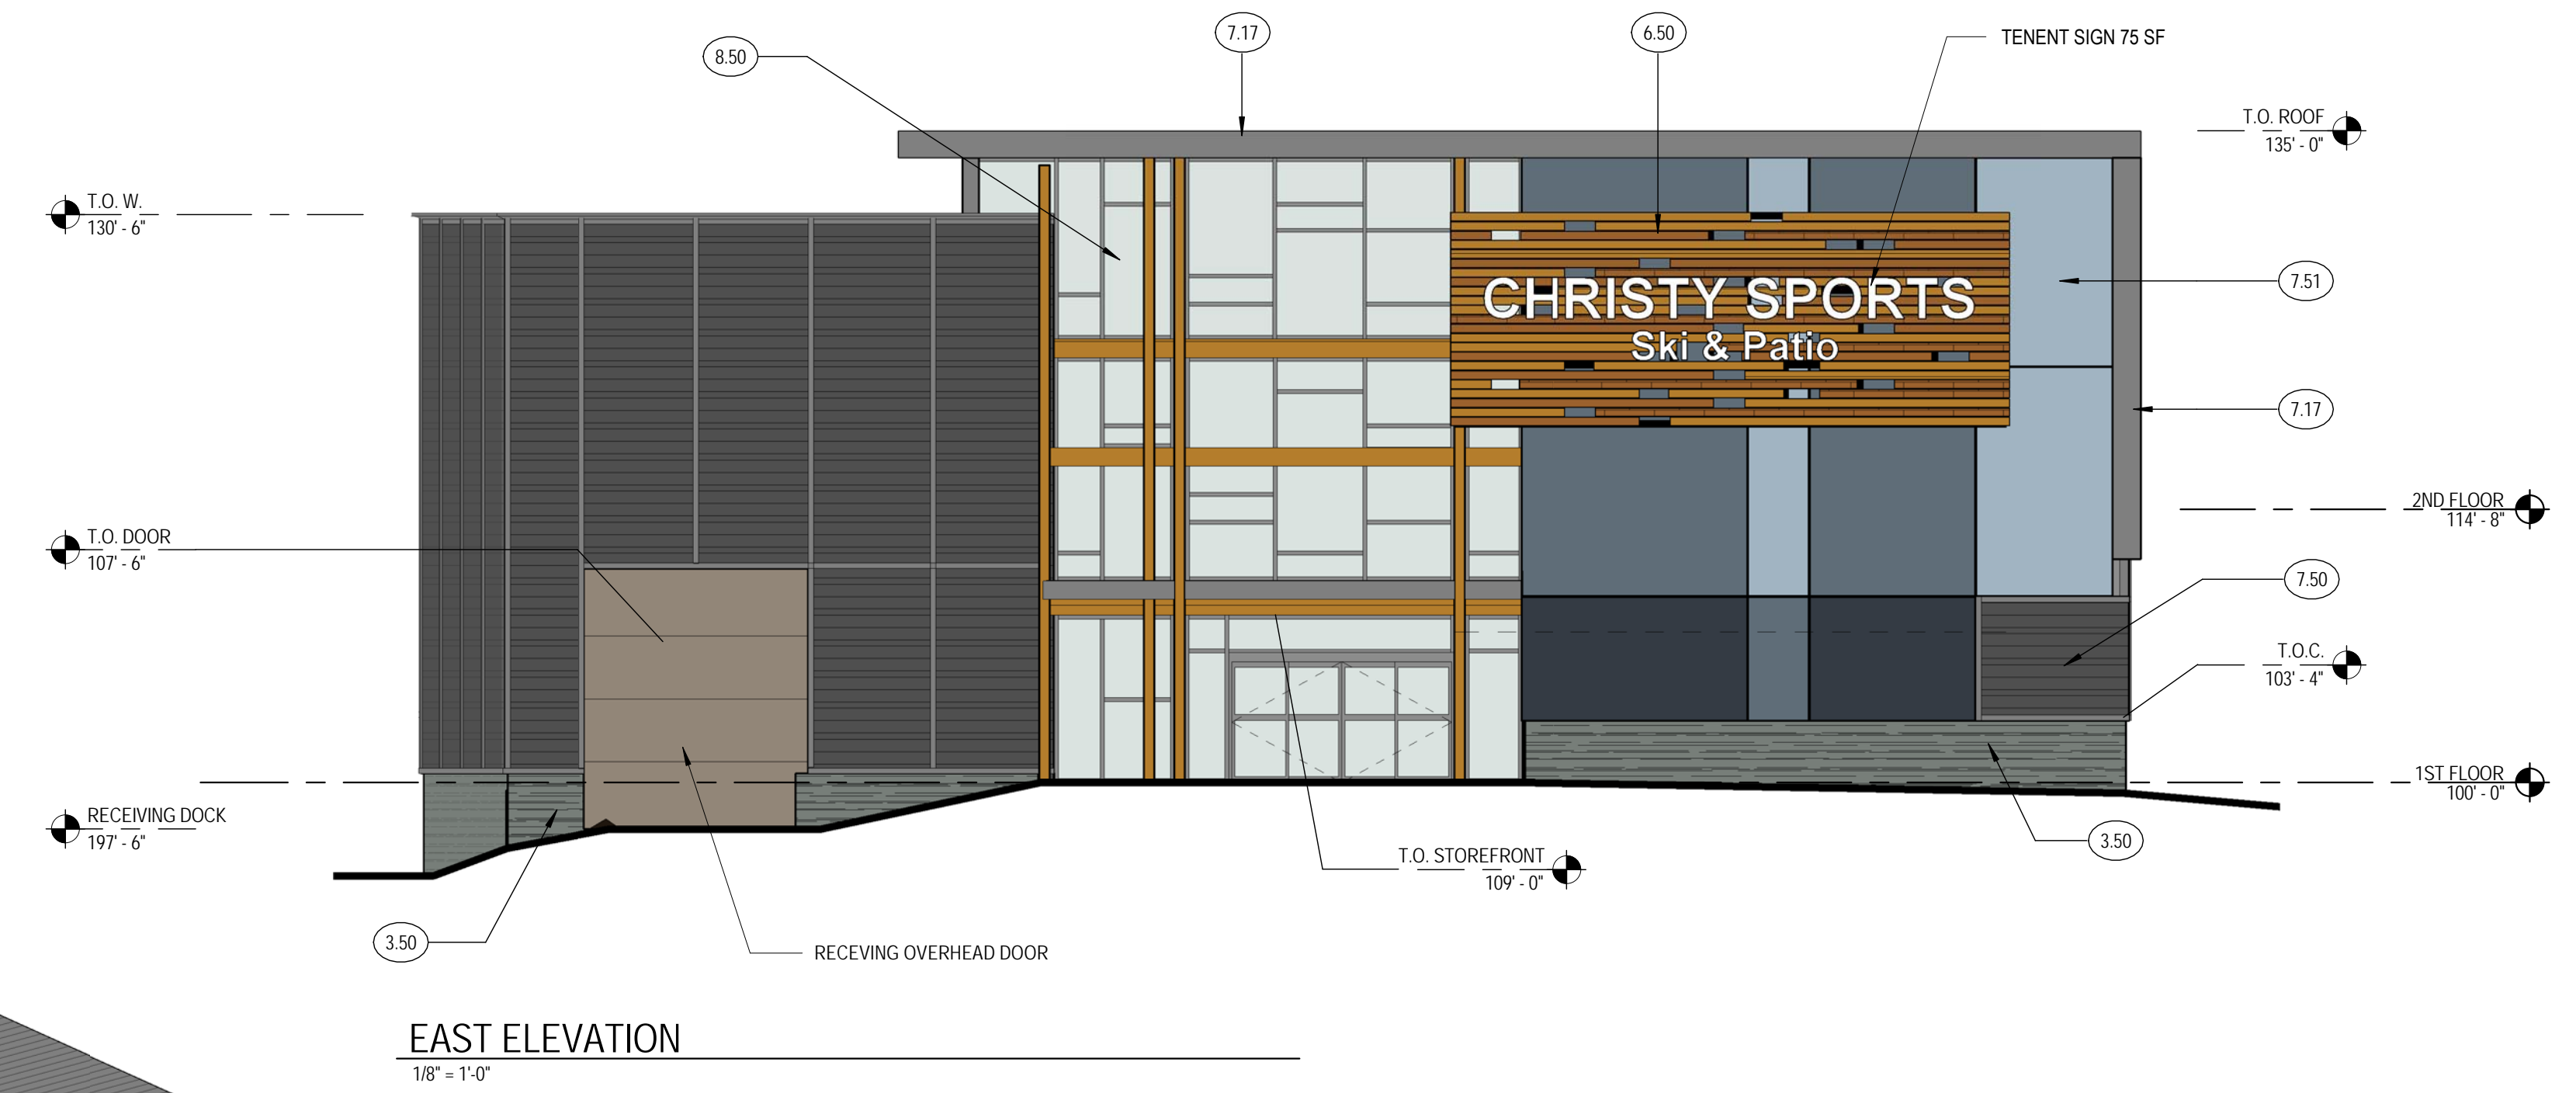 7.17
6.50
TENENT SIGN 75 SF
8.50
T.O. ROOF
135' - 0"
T.O. W.
130' - 6"
7.51
CHRISTY SPORTS
Ski & Patio
7.17
2ND FLOOR
114' - 8"
T.O. DOOR
107' - 6"
7.50
T.O.C.
103' - 4"
1ST FLOOR
100' - 0"
RECEIVING DOCK
197' - 6"
3.50
T.O. STOREFRONT
109' - 0"
3.50
RECEVING OVERHEAD DOOR
EAST ELEVATION
1/8" = 1'-0"